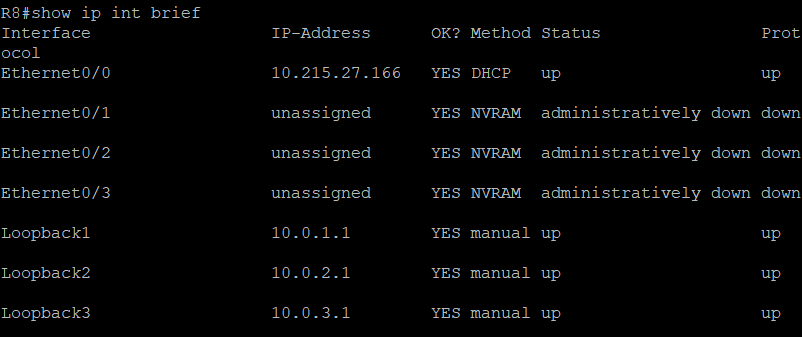 R8#show ip int brief
Interface                  IP-Address      OK? Method Status                Prot
ocol
Ethernet0/0                10.215.27.166   YES DHCP   up                    up
Ethernet0/1                unassigned      YES NVRAM  administratively down down
Ethernet0/2                unassigned      YES NVRAM  administratively down down
Ethernet0/3                unassigned      YES NVRAM  administratively down down
Loopback1                  10.0.1.1        YES manual up                    up
Loopback2                  10.0.2.1        YES manual up                    up
Loopback3                  10.0.3.1        YES manual up                    up